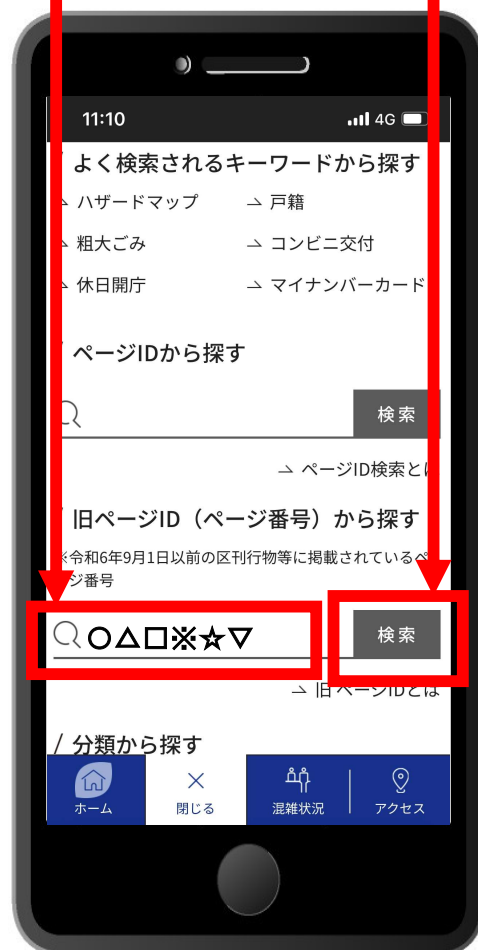 11:10 4G
/ よく検索されるキーワードから探す
ハザードマップ → 戸籍
粗大ごみ → コンビニ交付
休日開庁 → マイナンバーカード
/ ページIDから探す
検索
→ ページID検索とは
/ 旧ページID（ページ番号）から探す
※令和6年9月1日以前の区刊行物等に掲載されているペ
ージ番号
○△□※☆▽ 検索
→ 旧ページIDとは
/ 分類から探す
ホーム 閉じる 混雑状況 アクセス